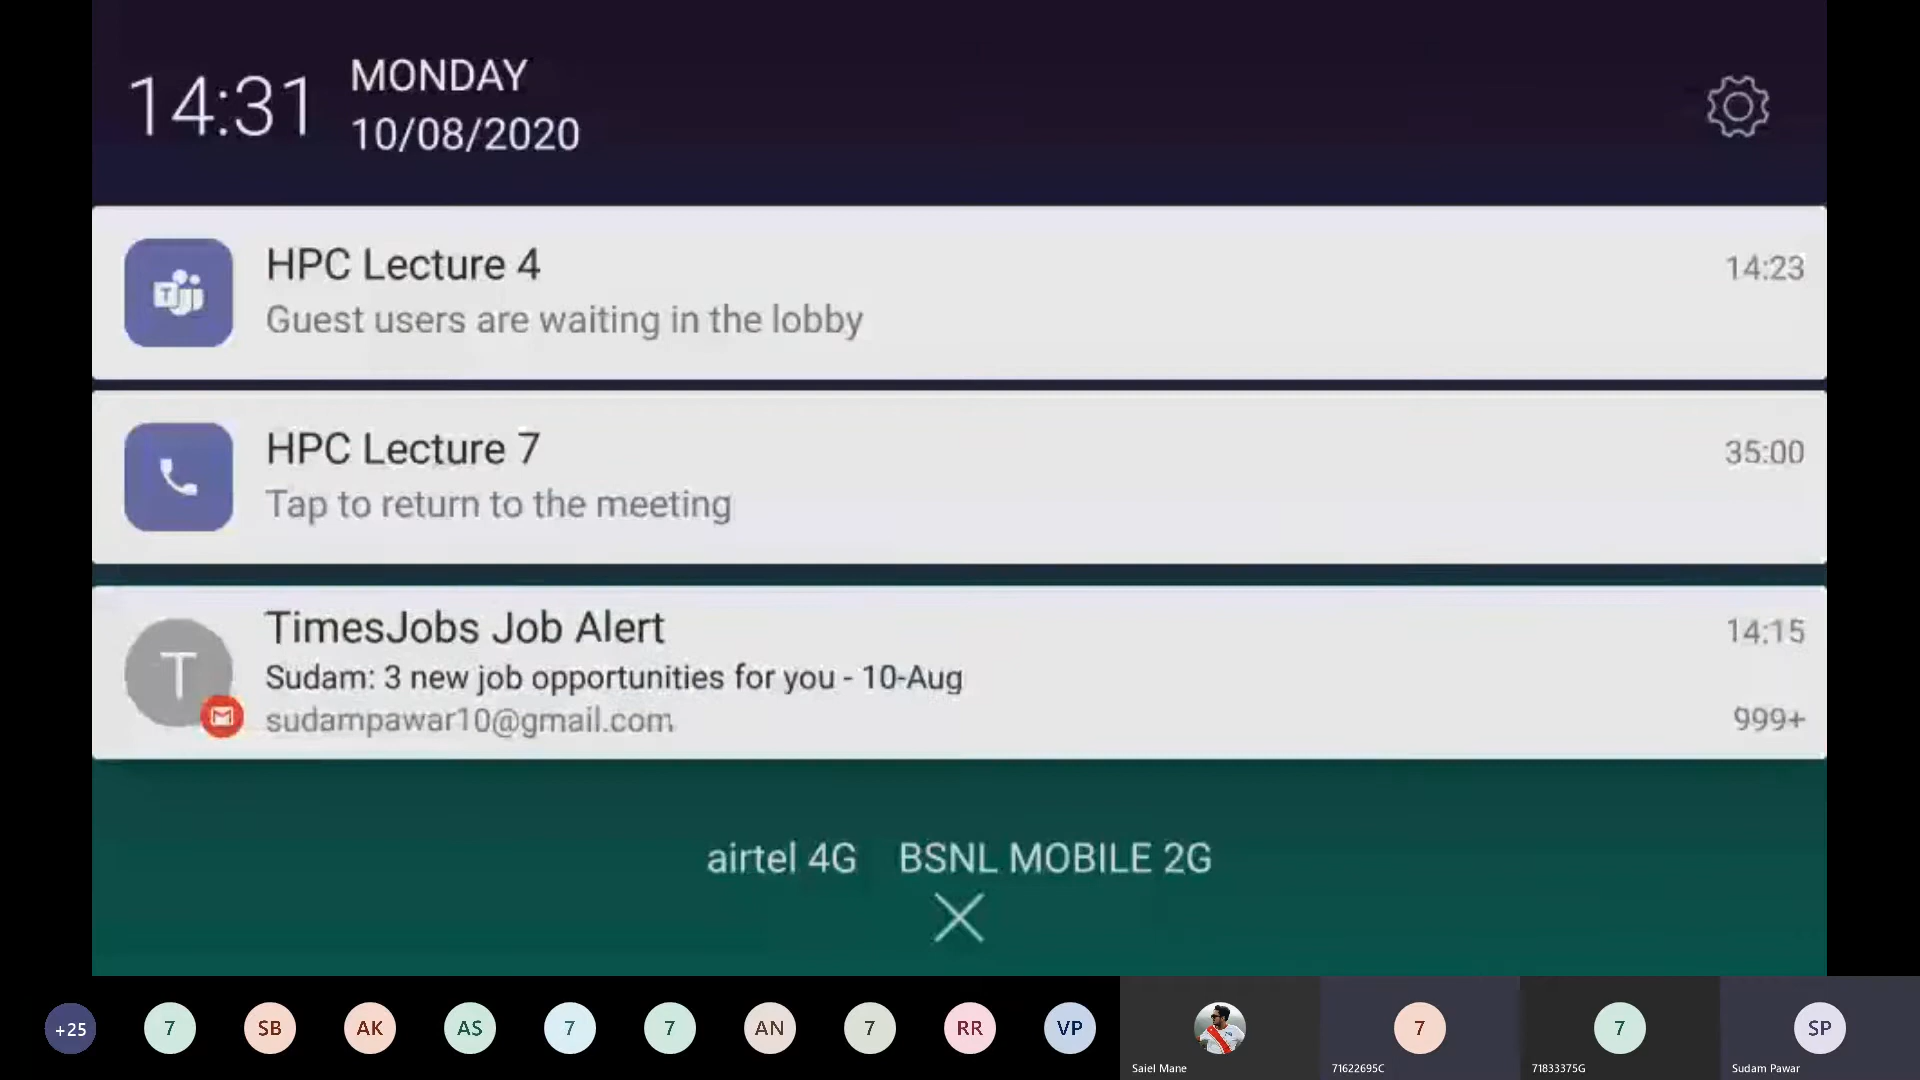 14:31
MONDAY
10/08/2020
HPC Lecture 4
14:23
Guest users are waiting in the lobby
HPC Lecture 7
35:00
Tap to return to the meeting
T
TimesJobs Job Alert
14:15
Sudam: 3 new job opportunities for you - 10-Aug
sudampawar10@gmail.com
999+
airtel 4G BSNL MOBILE 2G
+25
7
SB
AK
AS
7
7
AN
7
RR
VP
Saiel Mane
7
71622695C
7
71833375G
SP
Sudam Pawar